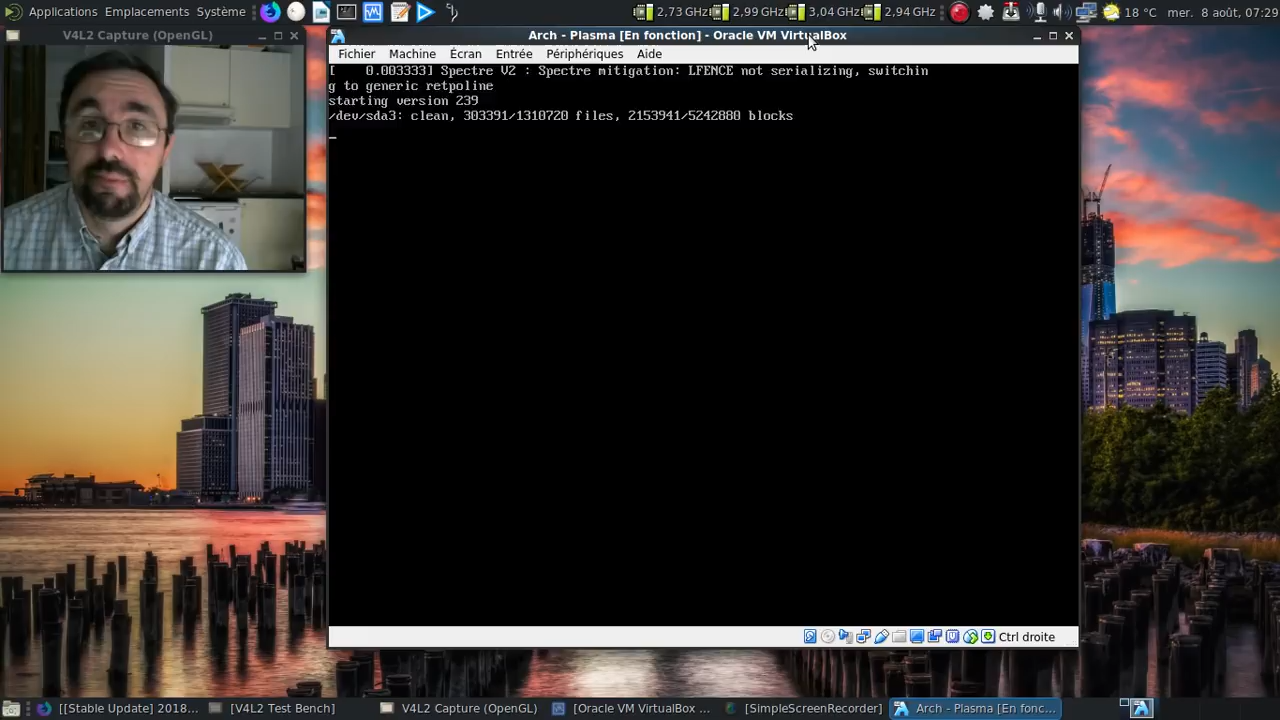 Applications Emplacements Système
2,73 GHz 2,99 GHz 3,04 GHz 2,94 GHz 18 °C mer. 8 août, 07:29
V4L2 Capture (OpenGL)
Arch - Plasma [En fonction] - Oracle VM VirtualBox
Fichier Machine Écran Entrée Périphériques Aide
[    0.003333] Spectre V2 : Spectre mitigation: LFENCE not serializing, switchin
g to generic retpoline
starting version 239
/dev/sda3: clean, 303391/1310720 files, 2153941/5242880 blocks
Ctrl droite
[[Stable Update] 2018... [V4L2 Test Bench] V4L2 Capture (OpenGL) [Oracle VM VirtualBox ... [SimpleScreenRecorder] Arch - Plasma [En fonc...